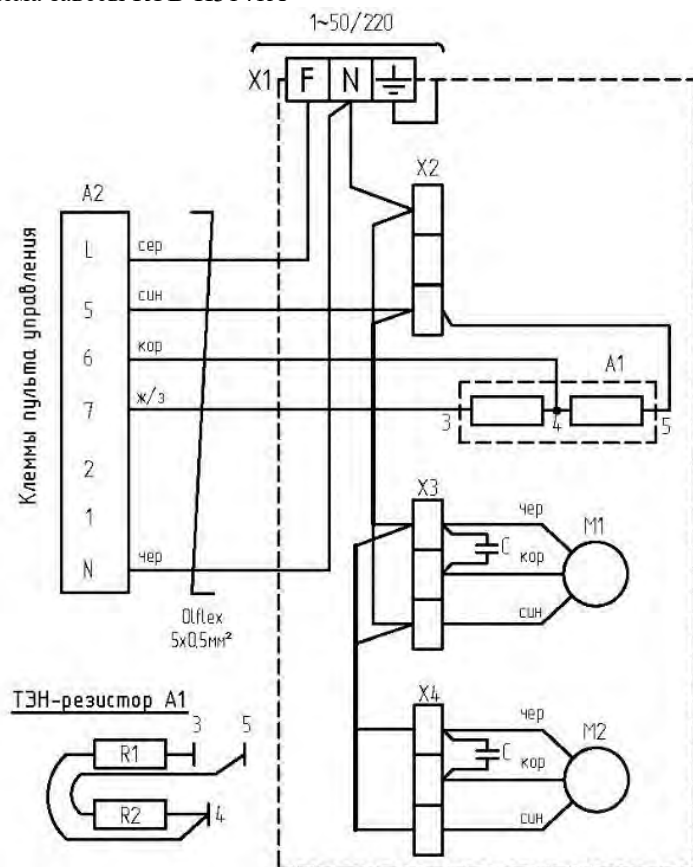 1~50/220
X1 F N
X2
A2
Клеммы пульта управления
L сер
5 син
6 кор
7 ж/з
2
1
N чер
Olflex
5х0,5мм²
A1
3 4 5
X3
чер
C
кор
син
M1
X4
чер
C
кор
син
M2
ТЭН-резистор A1
3 5
R1
R2 4